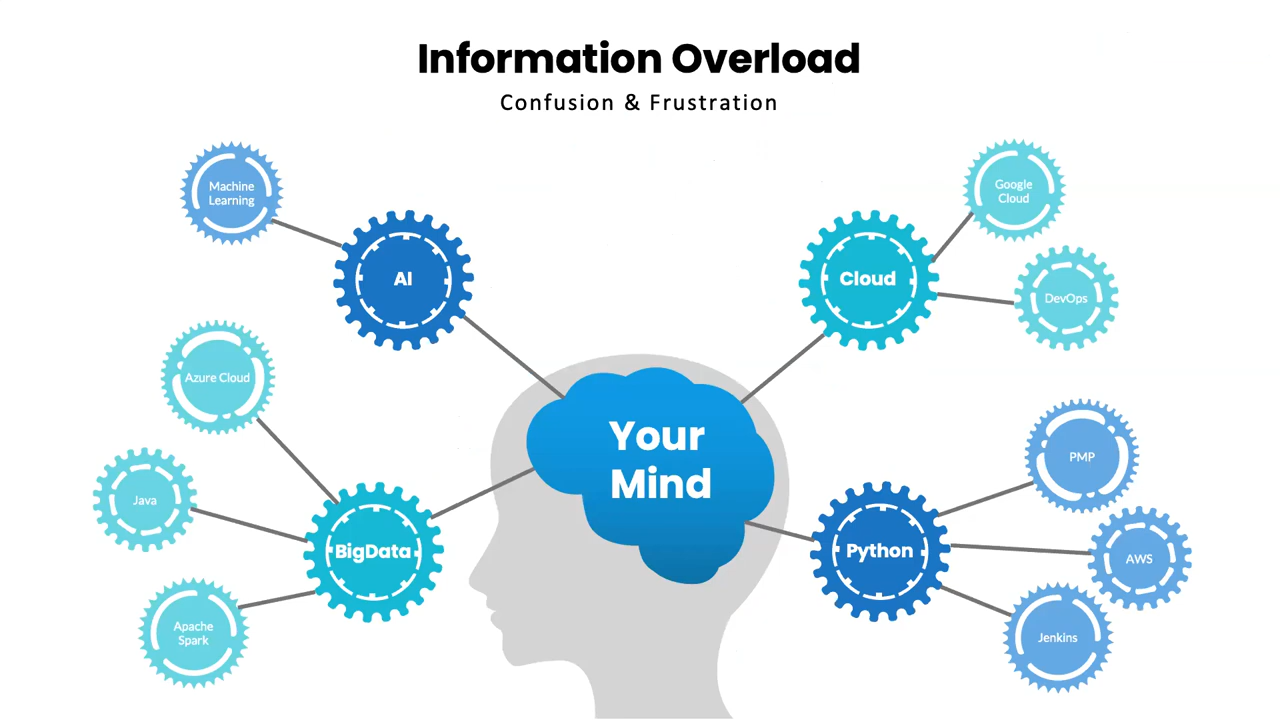 Information Overload
Confusion & Frustration
Machine
Learning
AI
Cloud
Google
Cloud
DevOps
Azure Cloud
Java
BigData
Apache
Spark
Your
Mind
Python
PMP
AWS
Jenkins